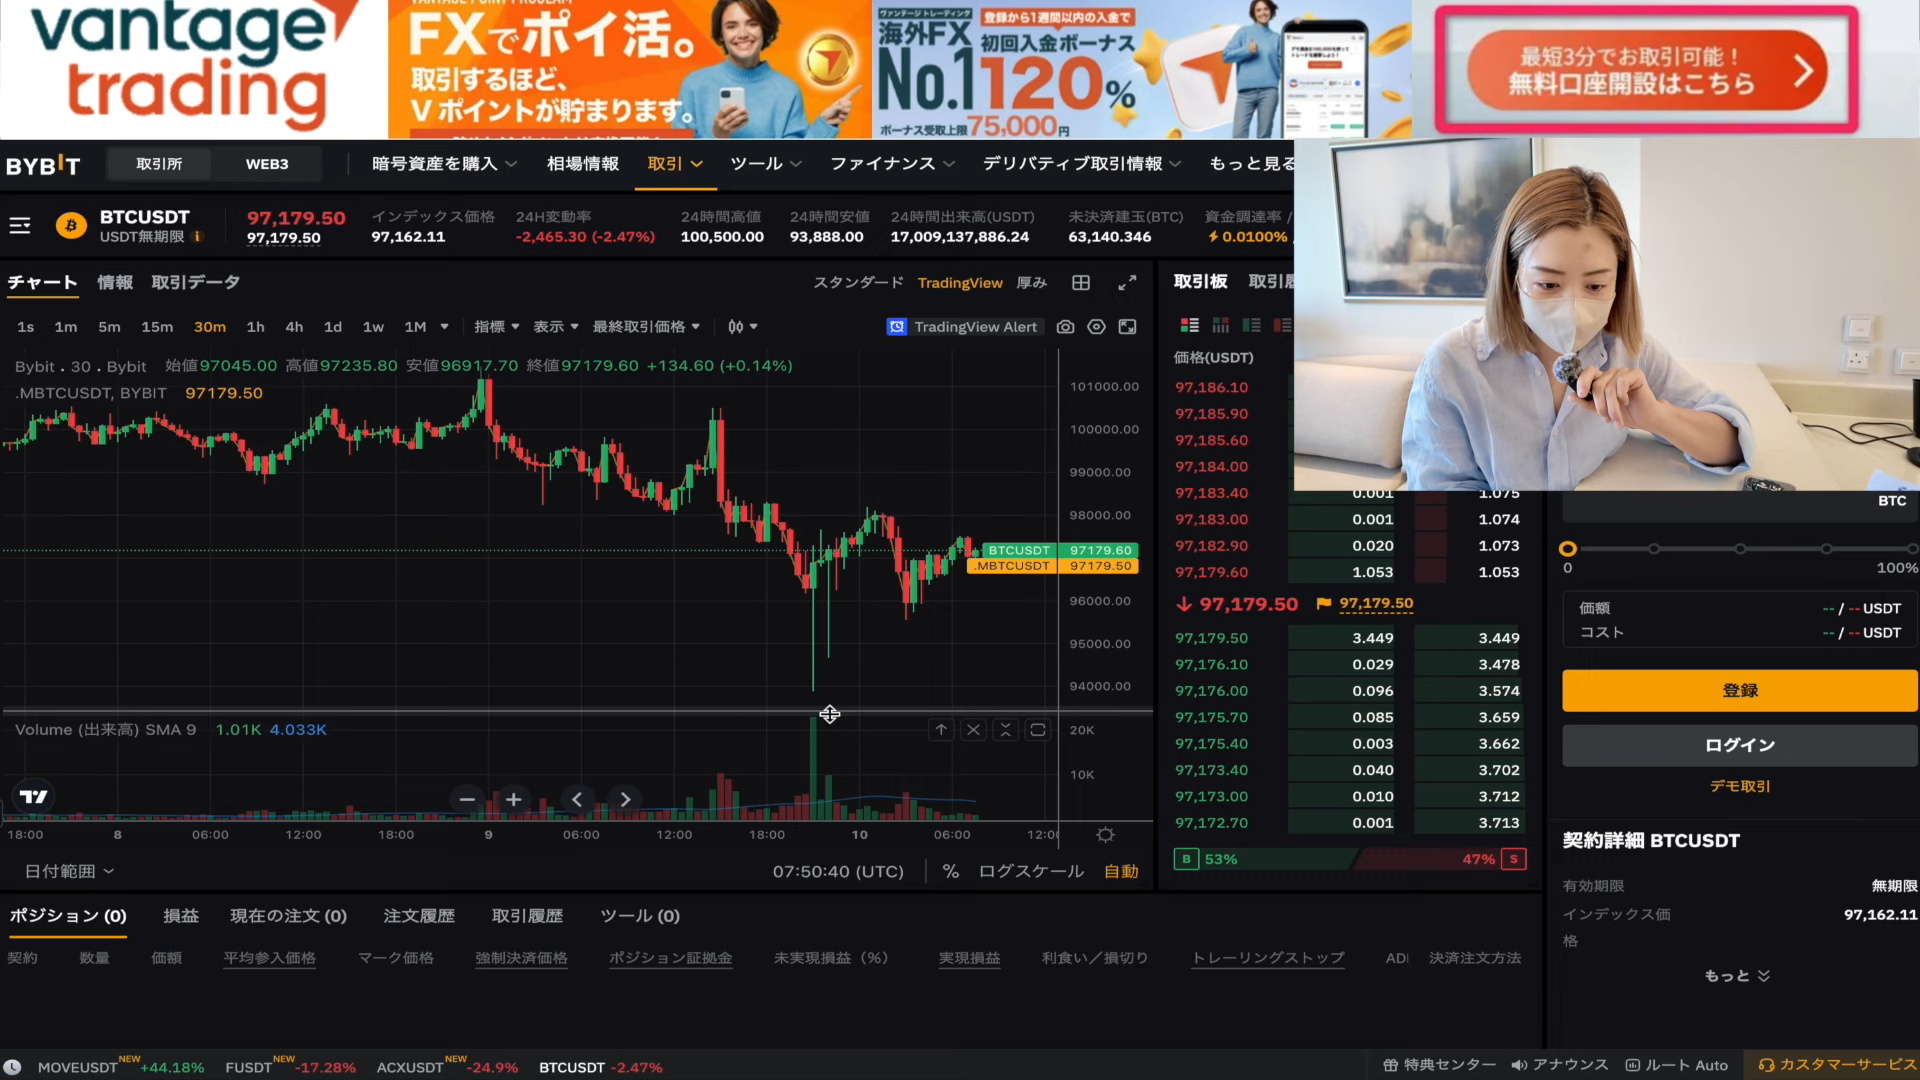 vantage
trading
FXでポイ活。
取引するほど、
V ポイントが貯まります。
ヴァンテージ トレーディング
海外FX
No.1
登録から1週間以内の入金で
初回入金ボーナス
120%
ボーナス受取上限75,000円
最短3分でお取引可能！
無料口座開設はこちら
BYBIT
取引所
WEB3
暗号資産を購入
相場情報
取引
ツール
ファイナンス
デリバティブ取引情報
もっと見る
BTCUSDT
USDT無期限
97,179.50
97,179.50
インデックス価格
97,162.11
24H変動率
-2,465.30 (-2.47%)
24時間高値
100,500.00
24時間安値
93,888.00
24時間出来高(USDT)
17,009,137,886.24
未決済建玉(BTC)
63,140.346
資金調達率 /
0.0100%
チャート
情報
取引データ
スタンダード
TradingView
厚み
1s 1m 5m 15m 30m 1h 4h 1d 1w 1M
指標
表示
最終取引価格
TradingView Alert
Bybit . 30 . Bybit 始値97045.00 高値97235.80 安値96917.70 終値97179.60 +134.60 (+0.14%)
.MBTCUSDT, BYBIT 97179.50
101000.00
100000.00
99000.00
98000.00
BTCUSDT 97179.60
.MBTCUSDT 97179.50
96000.00
95000.00
94000.00
Volume (出来高) SMA 9 1.01K 4.033K
20K
10K
18:00 8 06:00 12:00 18:00 9 06:00 12:00 18:00 10 06:00 12:00
日付範囲
07:50:40 (UTC)
%
ログスケール
自動
取引板
価格(USDT)
97,186.10
97,185.90
97,185.60
97,184.00
97,183.40 0.001 1.075
97,183.00 0.001 1.074
97,182.90 0.020 1.073
97,179.60 1.053 1.053
97,179.50 97,179.50
97,179.50 3.449 3.449
97,176.10 0.029 3.478
97,176.00 0.096 3.574
97,175.70 0.085 3.659
97,175.40 0.003 3.662
97,173.40 0.040 3.702
97,173.00 0.010 3.712
97,172.70 0.001 3.713
B 53% 47% S
BTC
0 100%
価額 -- / -- USDT
コスト -- / -- USDT
登録
ログイン
デモ取引
契約詳細 BTCUSDT
有効期限 無期限
インデックス価格 97,162.11
もっと
ポジション (0)
損益
現在の注文 (0)
注文履歴
取引履歴
ツール (0)
契約
数量
価額
平均参入価格
マーク価格
強制決済価格
ポジション証拠金
未実現損益（%）
実現損益
利食い／損切り
トレーリングストップ
決済注文方法
MOVEUSDT NEW +44.18%
FUSDT NEW -17.28%
ACXUSDT NEW -24.9%
BTCUSDT -2.47%
特典センター
アナウンス
ルート Auto
カスタマーサービス